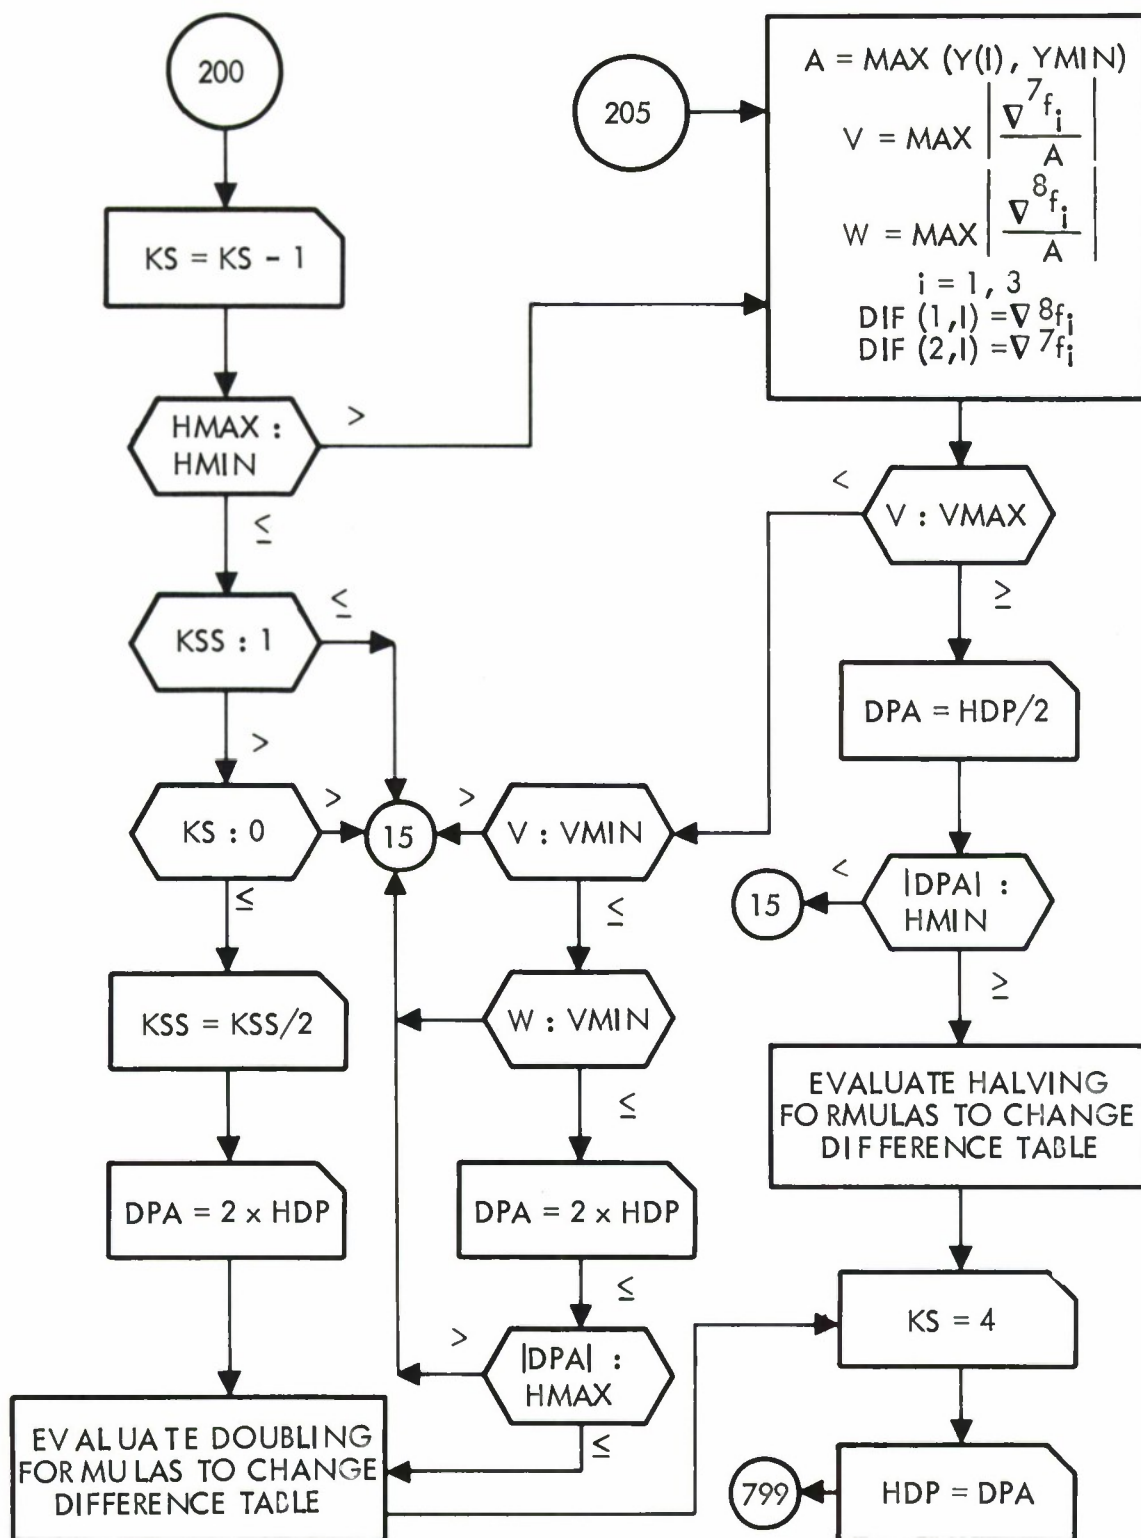 200
KS = KS - 1
HMAX :
HMIN
>
≤
KSS : 1
≤
>
KS : 0
>
≤
KSS = KSS/2
DPA = 2 x HDP
EVALUATE DOUBLING
FORMULAS TO CHANGE
DIFFERENCE TABLE
15
>
V : VMIN
≤
W : VMIN
≤
DPA = 2 x HDP
≤
>
|DPA| :
HMAX
≤
205
A = MAX (Y(I), YMIN)
V = MAX | ∇⁷fᵢ / A |
W = MAX | ∇⁸fᵢ / A |
i = 1, 3
DIF (1,I) = ∇⁸fᵢ
DIF (2,I) = ∇⁷fᵢ
<
V : VMAX
≥
DPA = HDP/2
<
|DPA| :
HMIN
15
≥
EVALUATE HALVING
FORMULAS TO CHANGE
DIFFERENCE TABLE
KS = 4
HDP = DPA
799